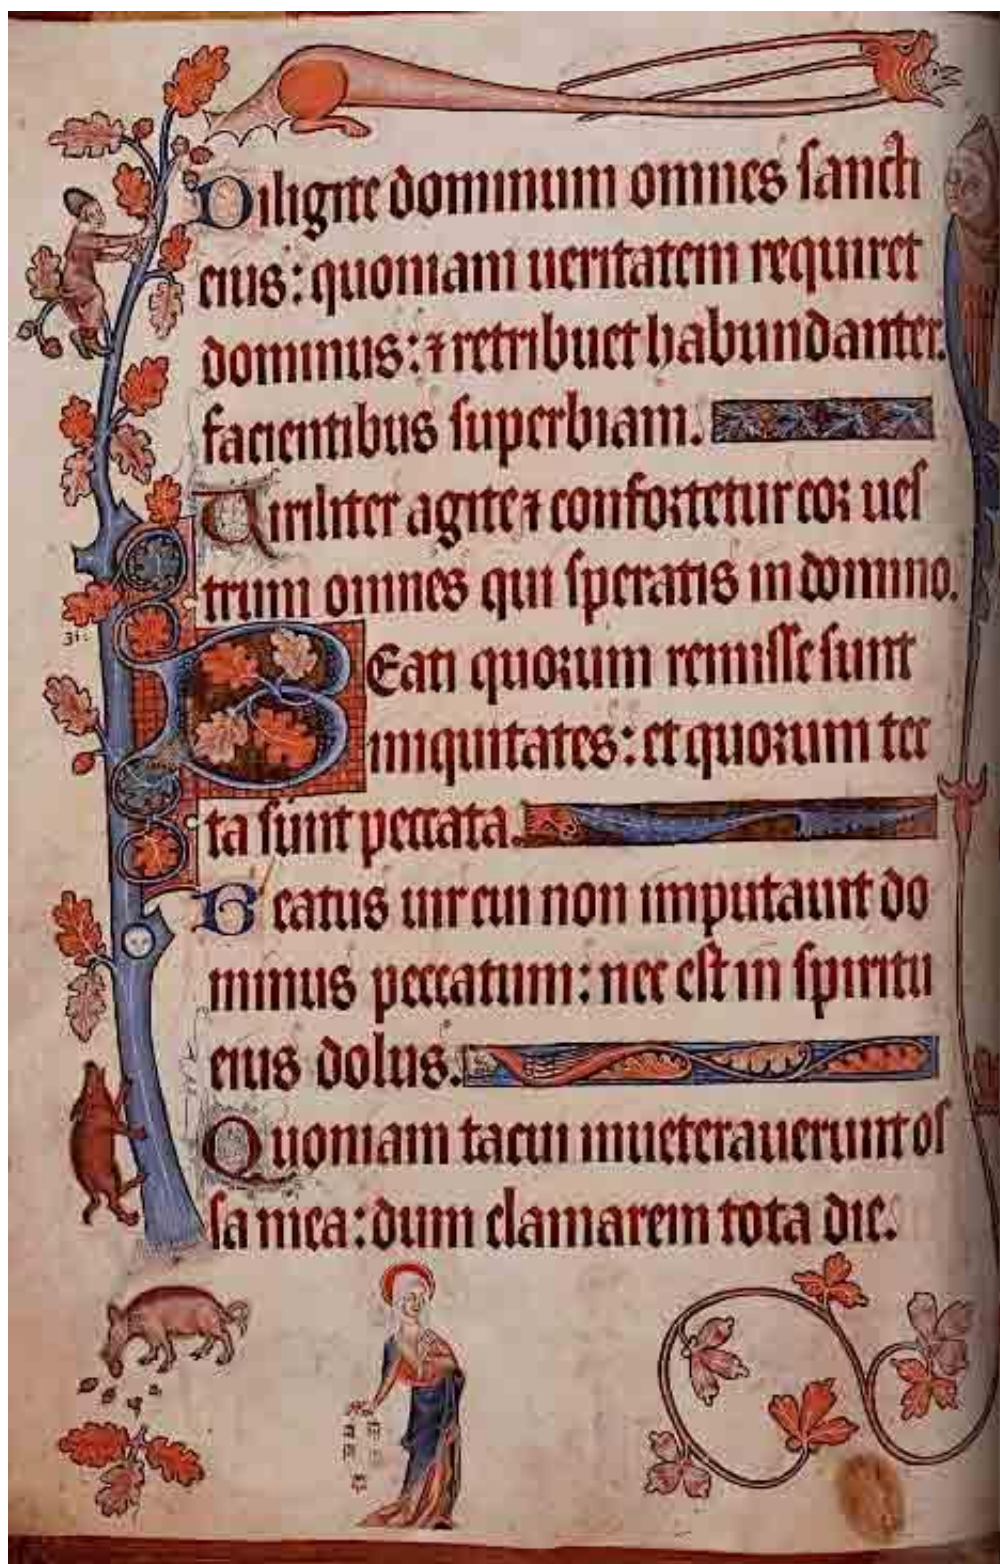 Diligite dominum omnes sancti
eius: quoniam ueritatem requiret
dominus: ⁊ retribuet habundanter
facientibus superbiam.
Uiriliter agite ⁊ confortetur cor ues
trum omnes qui speratis in domino.
31.
Beati quorum remisse sunt
iniquitates: et quorum tec
ta sunt peccata.
Beatus uir cui non imputauit do
minus peccatum: nec est in spiritu
eius dolus.
Quoniam tacui inueterauerunt os
sa mea: dum clamarem tota die.